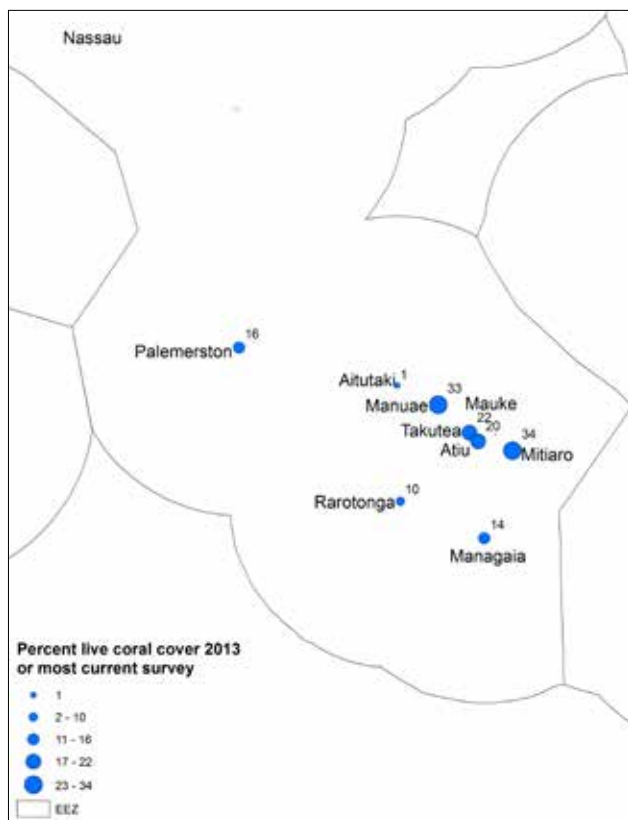 Nassau
16
Palemerston
Aitutaki
1
33
Manuae
Mauke
22
Takutea
20
34
Atiu
Mitiaro
10
Rarotonga
14
Managaia
Percent live coral cover 2013
or most current survey
1
2 - 10
11 - 16
17 - 22
23 - 34
EEZ